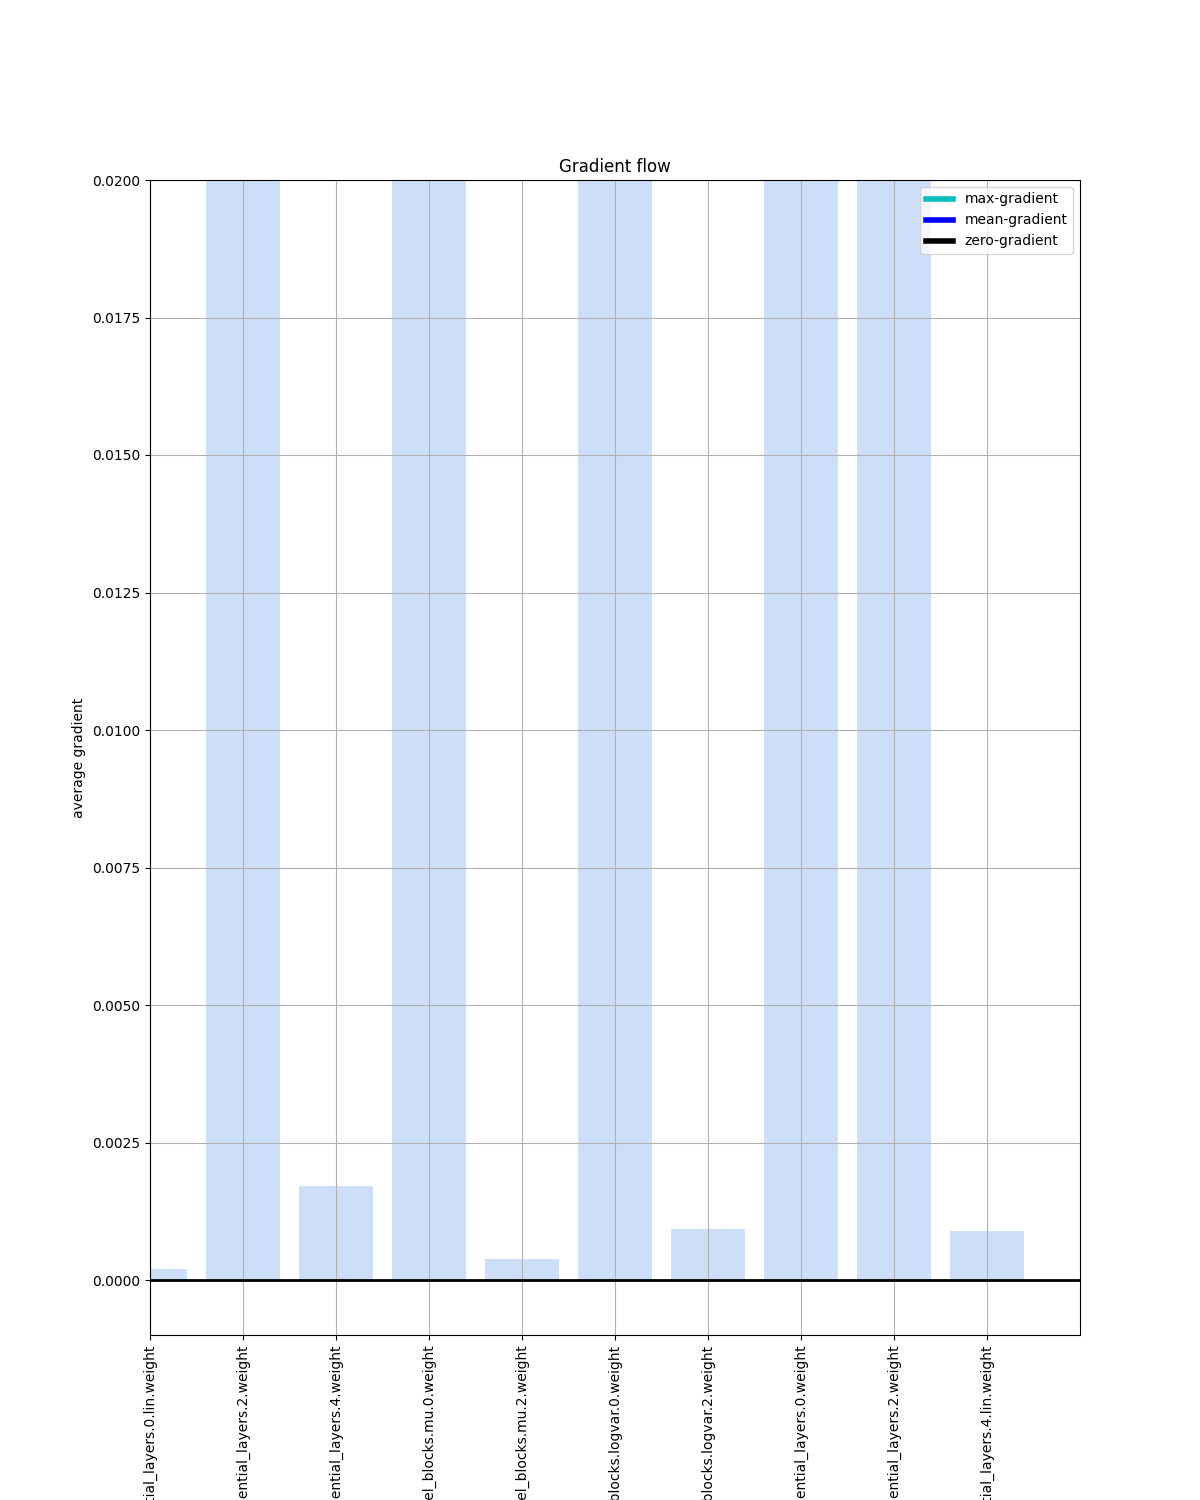 Gradient flow
max-gradient
mean-gradient
zero-gradient
0.0200
0.0175
0.0150
0.0125
0.0100
0.0075
0.0050
0.0025
0.0000
average gradient
tial_layers.0.lin.weight
ential_layers.2.weight
ential_layers.4.weight
el_blocks.mu.0.weight
el_blocks.mu.2.weight
blocks.logvar.0.weight
blocks.logvar.2.weight
ential_layers.0.weight
ential_layers.2.weight
tial_layers.4.lin.weight